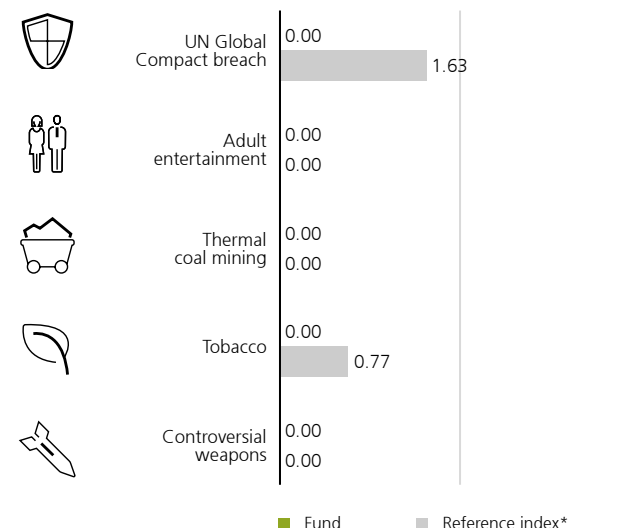 UN Global
Compact breach
0.00
1.63
Adult
entertainment
0.00
0.00
Thermal
coal mining
0.00
0.00
Tobacco
0.00
0.77
Controversial
weapons
0.00
0.00
Fund
Reference index*